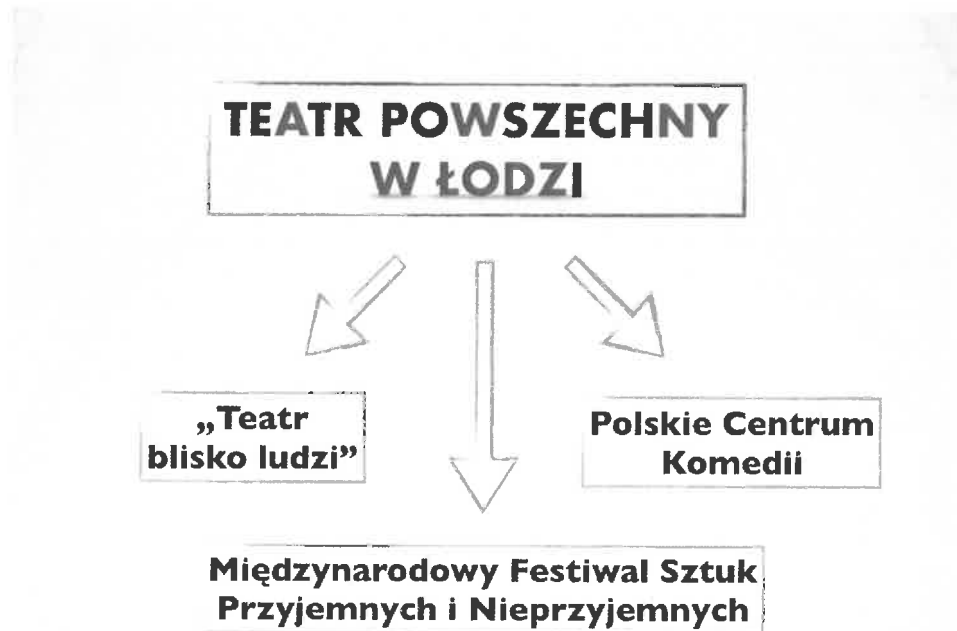 TEATR POWSZECHNY
W ŁODZI
„Teatr
blisko ludzi”
Polskie Centrum
Komedii
Międzynarodowy Festiwal Sztuk
Przyjemnych i Nieprzyjemnych